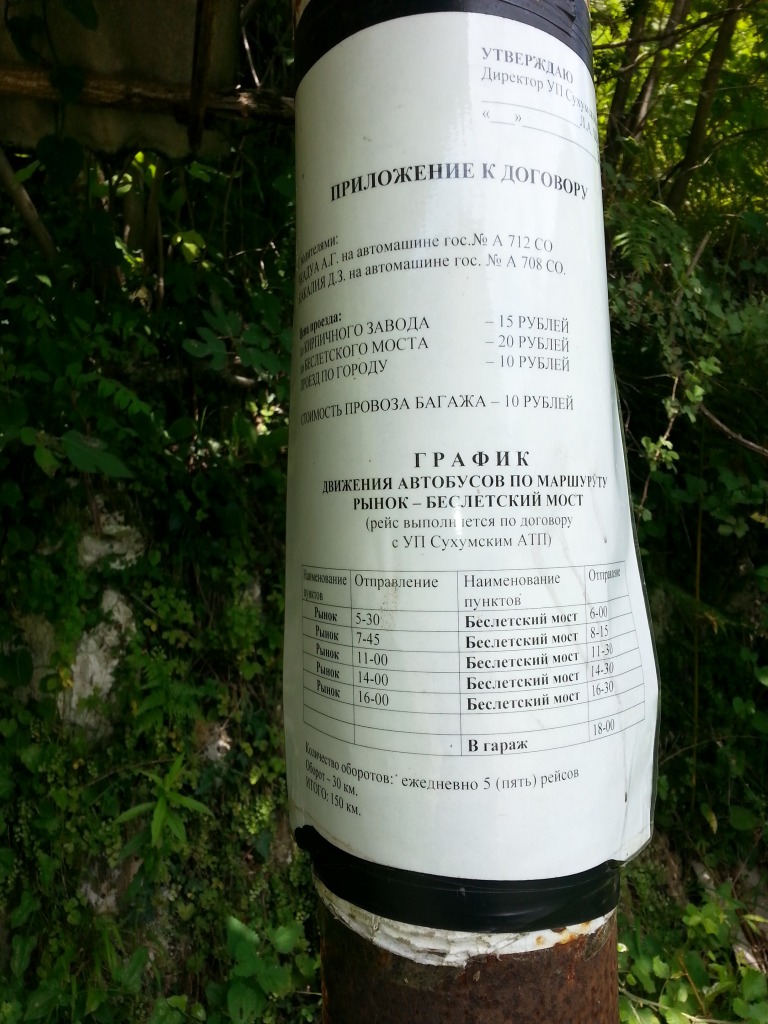 УТВЕРЖДАЮ
Директор УП Сухумс
«___»
ПРИЛОЖЕНИЕ К ДОГОВОРУ
А.Г. на автомашине гос.№ А 712 СО
Д.З. на автомашине гос. № А 708 СО.
проезда:
КИРПИЧНОГО ЗАВОДА – 15 РУБЛЕЙ
БЕСЛЕТСКОГО МОСТА – 20 РУБЛЕЙ
ПРОЕЗД ПО ГОРОДУ – 10 РУБЛЕЙ
СТОИМОСТЬ ПРОВОЗА БАГАЖА – 10 РУБЛЕЙ
Г Р А Ф И К
ДВИЖЕНИЯ АВТОБУСОВ ПО МАРШУРУТУ
РЫНОК – БЕСЛЕТСКИЙ МОСТ
(рейс выполняется по договору
с УП Сухумским АТП)
Наименование пунктов Отправление Наименование пунктов Отправление
Рынок 5-30 Беслетский мост 6-00
Рынок 7-45 Беслетский мост 8-15
Рынок 11-00 Беслетский мост 11-30
Рынок 14-00 Беслетский мост 14-30
Рынок 16-00 Беслетский мост 16-30
В гараж 18-00
Количество оборотов: ежедневно 5 (пять) рейсов
Оборот – 30 км.
ИТОГО: 150 км.